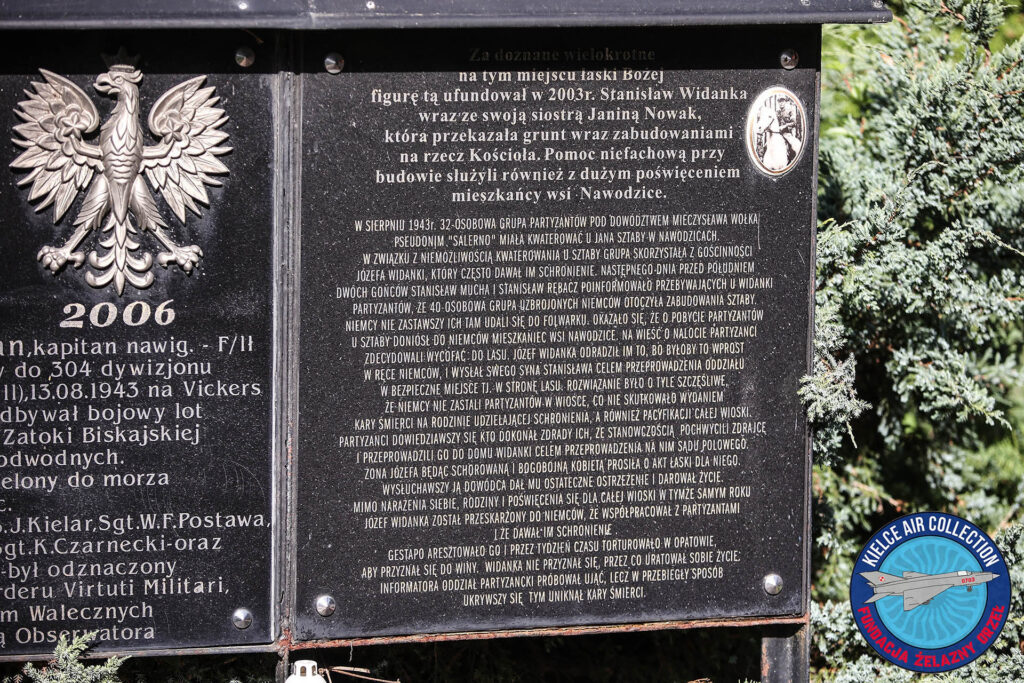 2006
an, kapitan nawig. - F/II
y do 304 dywizjonu
II),13.08.1943 na Vickers
dbywał bojowy lot
Zatoki Biskajskiej
odwodnych.
elony do morza
c.
S.J.Kielar,Sgt.W.F.Postawa,
Sgt.K.Czarnecki-oraz
-był odznaczony
rderu Virtuti Militari,
m Walecznych
ą Obserwatora
Za doznane wielokrotne
na tym miejscu łaski Bożej
figurę tą ufundował w 2003r. Stanisław Widanka
wraz ze swoją siostrą Janiną Nowak,
która przekazała grunt wraz zabudowaniami
na rzecz Kościoła. Pomoc niefachową przy
budowie służyli również z dużym poświęceniem
mieszkańcy wsi Nawodzice.
W SIERPNIU 1943r. 32-OSOBOWA GRUPA PARTYZANTÓW POD DOWÓDZTWEM MIECZYSŁAWA WOŁKA
PSEUDONIM "SALERNO" MIAŁA KWATEROWAĆ U JANA SZTABY W NAWODZICACH.
W ZWIĄZKU Z NIEMOŻLIWOŚCIĄ KWATEROWANIA U SZTABY GRUPA SKORZYSTAŁA Z GOŚCINNOŚCI
JÓZEFA WIDANKI, KTÓRY CZĘSTO DAWAŁ IM SCHRONIENIE. NASTĘPNEGO DNIA PRZED POŁUDNIEM
DWÓCH GOŃCÓW STANISŁAW MUCHA I STANISŁAW RĘBACZ POINFORMOWAŁO PRZEBYWAJĄCYCH U WIDANKI
PARTYZANTÓW, ŻE 40-OSOBOWA GRUPA UZBROJONYCH NIEMCÓW OTOCZYŁA ZABUDOWANIA SZTABY.
NIEMCY NIE ZASTAWSZY ICH TAM UDALI SIĘ DO FOLWARKU. OKAZAŁO SIĘ, ŻE O POBYCIE PARTYZANTÓW
U SZTABY DONIÓSŁ DO NIEMCÓW MIESZKANIEC WSI NAWODZICE. NA WIEŚĆ O NALOCIE PARTYZANCI
ZDECYDOWALI WYCOFAĆ DO LASU. JÓZEF WIDANKA ODRADZIŁ IM TO, BO BYŁOBY TO WPROST
W RĘCE NIEMCÓW, I WYSŁAŁ SWEGO SYNA STANISŁAWA CELEM PRZEPROWADZENIA ODDZIAŁU
W BEZPIECZNE MIEJSCE TJ. W STRONĘ LASU. ROZWIĄZANIE BYŁO O TYLE SZCZĘŚLIWE,
ŻE NIEMCY NIE ZASTALI PARTYZANTÓW W WIOSCE, CO NIE SKUTKOWAŁO WYDANIEM
KARY ŚMIERCI NA RODZINIE UDZIELAJĄCEJ SCHRONIENIA, A RÓWNIEŻ PACYFIKACJI CAŁEJ WIOSKI.
PARTYZANCI DOWIEDZIAWSZY SIĘ KTO DOKONAŁ ZDRADY ICH, ZE STANOWCZOŚCIĄ POCHWYCILI ZDRAJCĘ
I PRZEPROWADZILI GO DO DOMU WIDANKI CELEM PRZEPROWADZENIA NA NIM SĄDU POLOWEGO.
ŻONA JÓZEFA BĘDĄC SCHOROWANĄ I BOGOBOJNĄ KOBIETĄ PROSIŁA O AKT ŁASKI DLA NIEGO.
WYSŁUCHAWSZY JĄ DOWÓDCA DAŁ MU OSTATECZNE OSTRZEŻENIE I DAROWAŁ ŻYCIE.
MIMO NARAŻENIA SIEBIE, RODZINY I POŚWIĘCENIA SIĘ DLA CAŁEJ WIOSKI W TYMŻE SAMYM ROKU
JÓZEF WIDANKA ZOSTAŁ PRZESKARŻONY DO NIEMCÓW, ŻE WSPÓŁPRACOWAŁ Z PARTYZANTAMI
I ŻE DAWAŁ IM SCHRONIENIE.
GESTAPO ARESZTOWAŁO GO I PRZEZ TYDZIEŃ CZASU TORTUROWAŁO W OPATOWIE,
ABY PRZYZNAŁ SIĘ DO WINY. WIDANKA NIE PRZYZNAŁ SIĘ, PRZEZ CO URATOWAŁ SOBIE ŻYCIE.
INFORMATORA ODDZIAŁ PARTYZANCKI PRÓBOWAŁ UJĄĆ, LECZ W PRZEBIEGŁY SPOSÓB
UKRYWSZY SIĘ TYM UNIKNĄŁ KARY ŚMIERCI.
KIELCE AIR COLLECTION
0703
FUNDACJA ŻELAZNY ORZEŁ